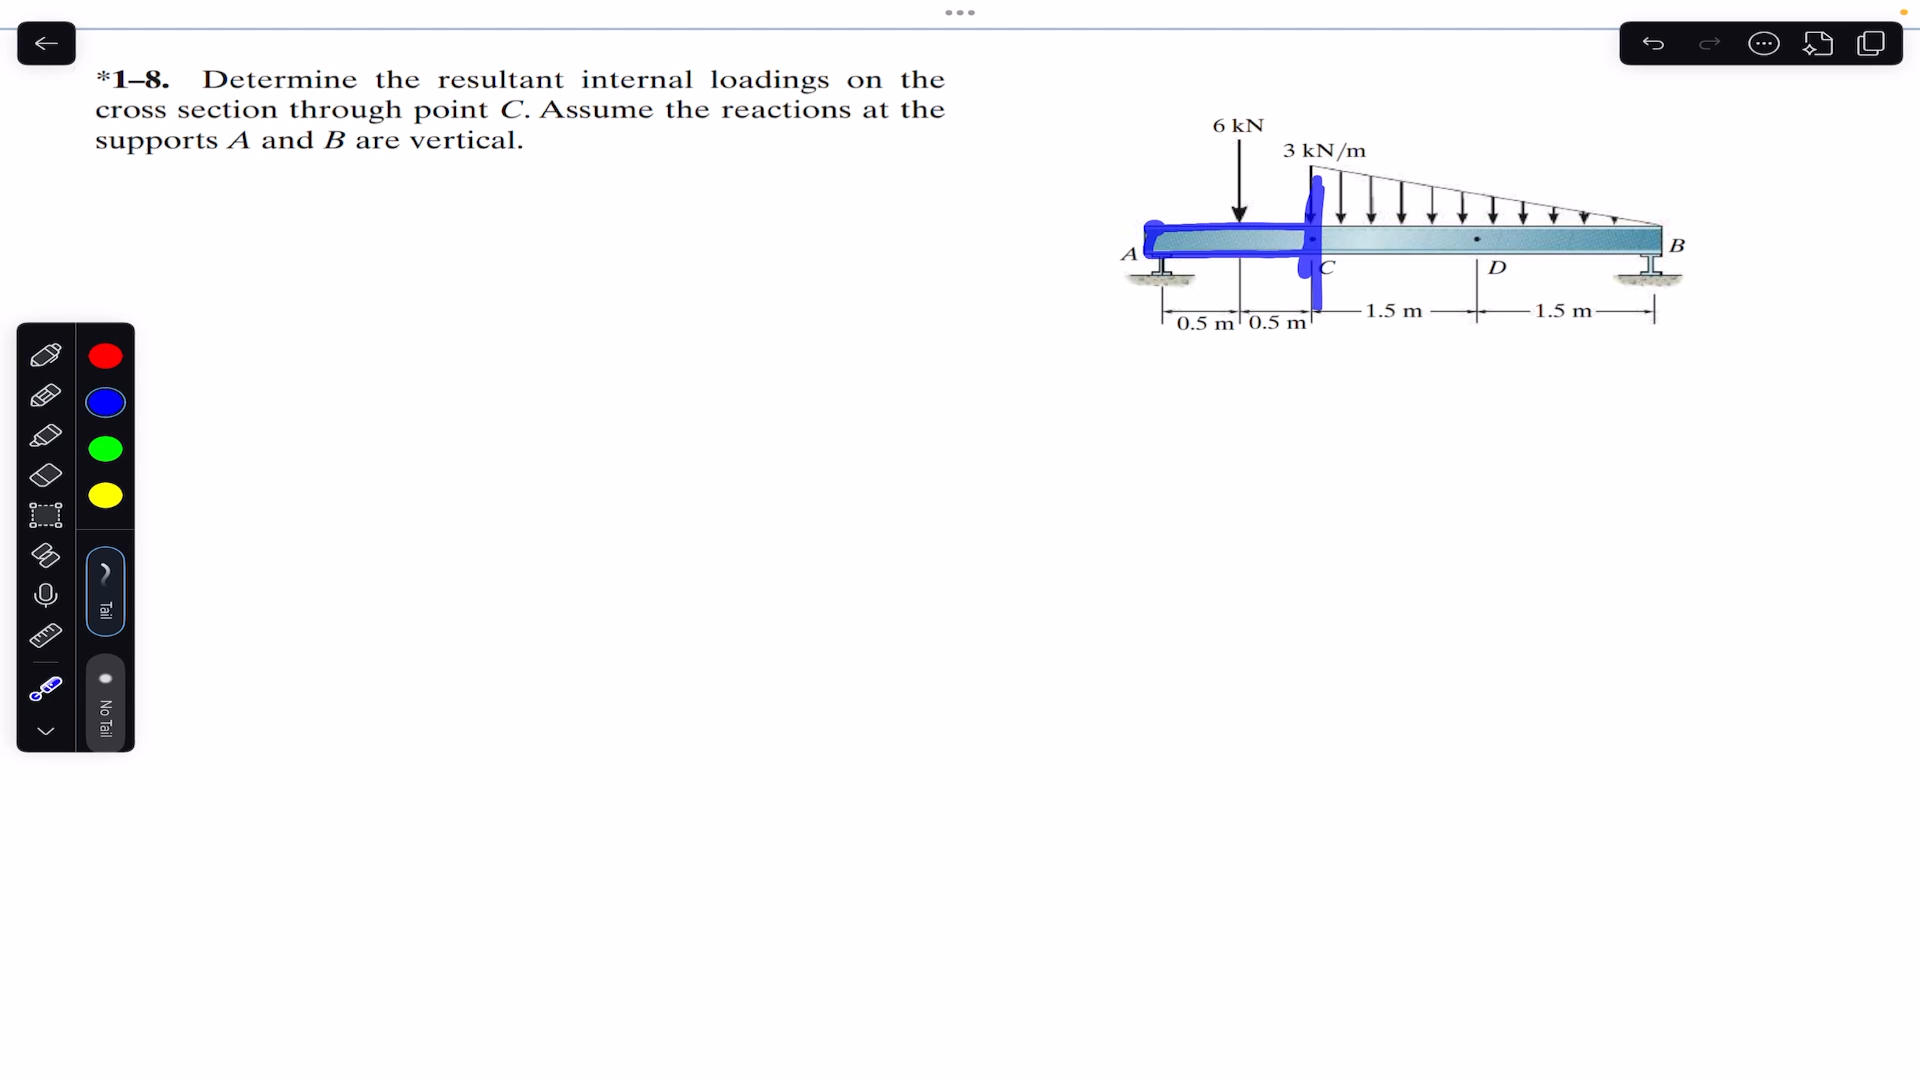 *1–8. Determine the resultant internal loadings on the
cross section through point C. Assume the reactions at the
supports A and B are vertical.
6 kN
3 kN/m
A
B
C
D
0.5 m
0.5 m
1.5 m
1.5 m
Tail
No Tail